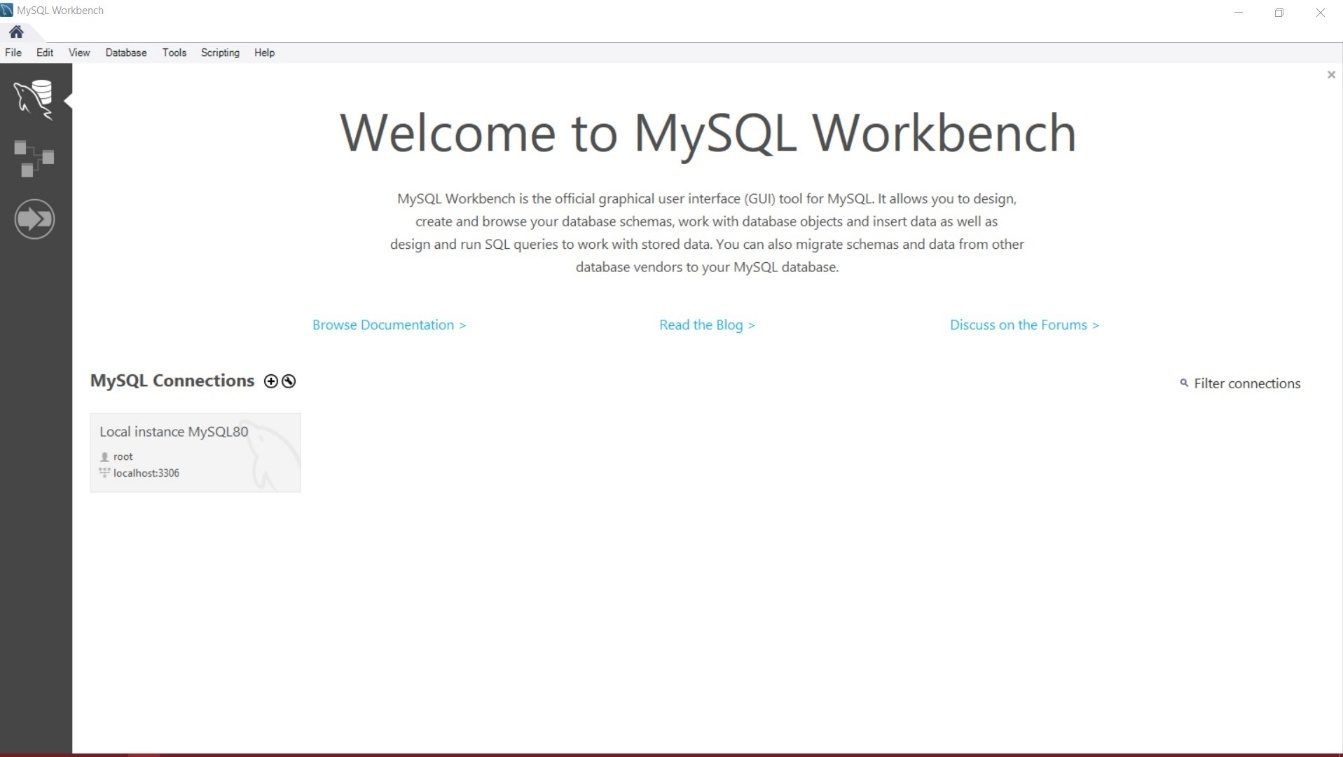 MySQL Workbench
File Edit View Database Tools Scripting Help
Welcome to MySQL Workbench
MySQL Workbench is the official graphical user interface (GUI) tool for MySQL. It allows you to design,
create and browse your database schemas, work with database objects and insert data as well as
design and run SQL queries to work with stored data. You can also migrate schemas and data from other
database vendors to your MySQL database.
Browse Documentation > Read the Blog > Discuss on the Forums >
MySQL Connections Filter connections
Local instance MySQL80
root
localhost:3306